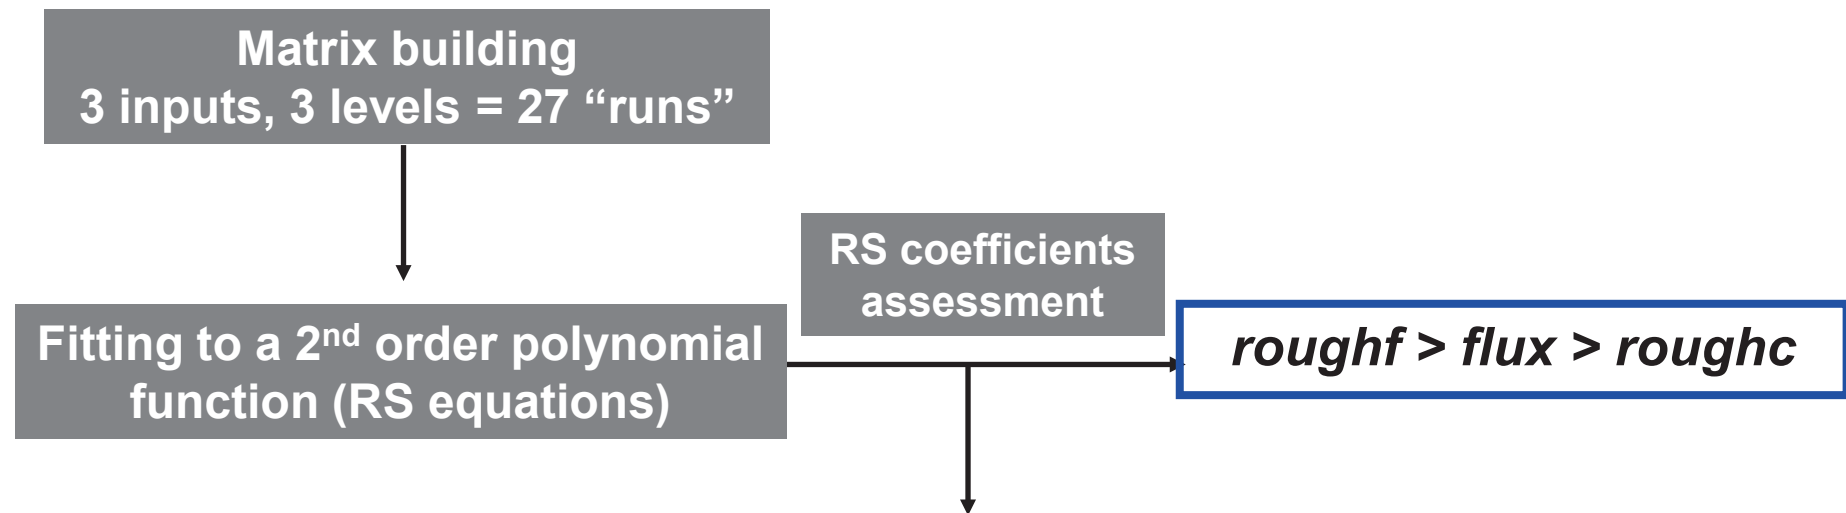 Matrix building
3 inputs, 3 levels = 27 “runs”
RS coefficients
assessment
Fitting to a 2nd order polynomial
function (RS equations)
roughf > flux > roughc